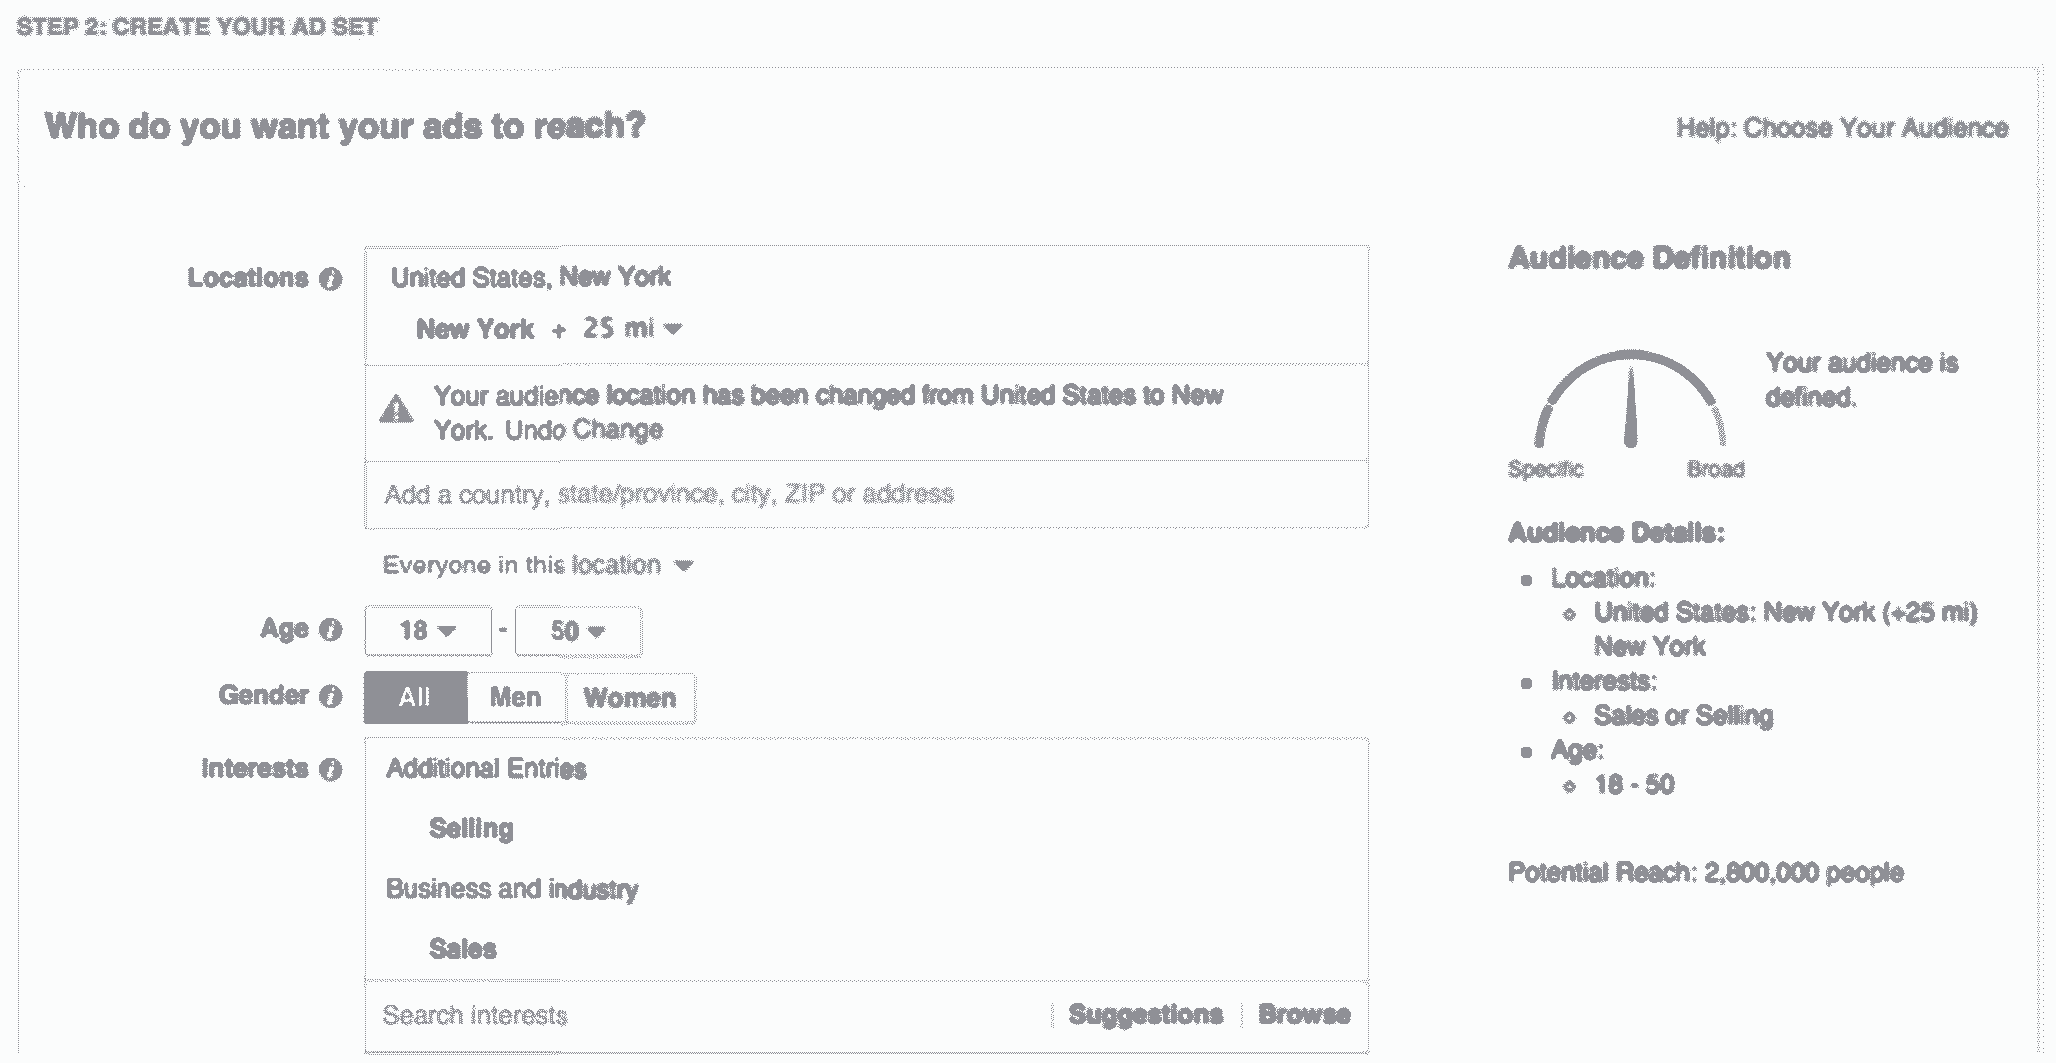 STEP 2: CREATE YOUR AD SET
Who do you want your ads to reach?
Help: Choose Your Audience
Locations
United States, New York
New York + 25 mi
Your audience location has been changed from United States to New
York. Undo Change
Add a country, state/province, city, ZIP or address
Everyone in this location
Age
18 - 50
Gender
All Men Women
Interests
Additional Entries
Selling
Business and industry
Sales
Search interests Suggestions Browse
Audience Definition
Your audience is
defined.
Specific Broad
Audience Details:
Location:
United States: New York (+25 mi)
New York
Interests:
Sales or Selling
Age:
18 - 50
Potential Reach: 2,800,000 people